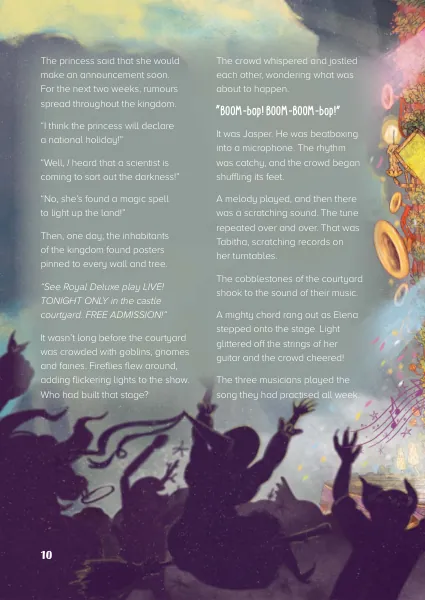 The princess said that she would
make an announcement soon.
For the next two weeks, rumours
spread throughout the kingdom.
“I think the princess will declare
a national holiday!”
“Well, I heard that a scientist is
coming to sort out the darkness!”
“No, she’s found a magic spell
to light up the land!”
Then, one day, the inhabitants
of the kingdom found posters
pinned to every wall and tree.
“See Royal Deluxe play LIVE!
TONIGHT ONLY in the castle
courtyard. FREE ADMISSION!”
It wasn’t long before the courtyard
was crowded with goblins, gnomes
and fairies. Fireflies flew around,
adding flickering lights to the show.
Who had built that stage?
The crowd whispered and jostled
each other, wondering what was
about to happen.
“BOOM-bap! BOOM-BOOM-bap!”
It was Jasper. He was beatboxing
into a microphone. The rhythm
was catchy, and the crowd began
shuffling its feet.
A melody played, and then there
was a scratching sound. The tune
repeated over and over. That was
Tabitha, scratching records on
her turntables.
The cobblestones of the courtyard
shook to the sound of their music.
A mighty chord rang out as Elena
stepped onto the stage. Light
glittered off the strings of her
guitar and the crowd cheered!
The three musicians played the
song they had practised all week.
10